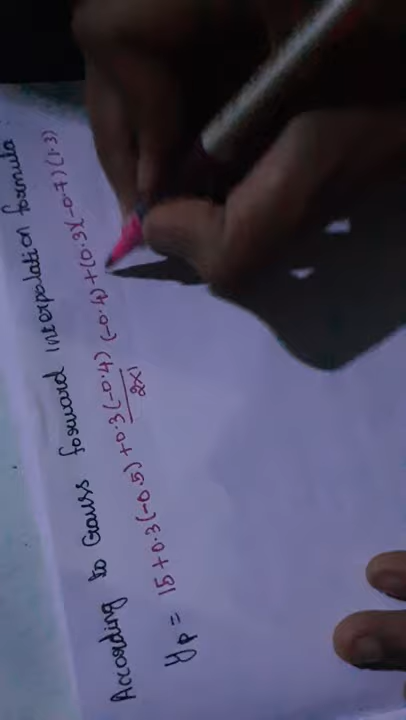 According to Gauss forward interpolation formula
yp = 15 + 0.3(-0.5) + 0.3(-0.4)/2×1 (-0.4) + (0.3)(-0.7)(1.3)